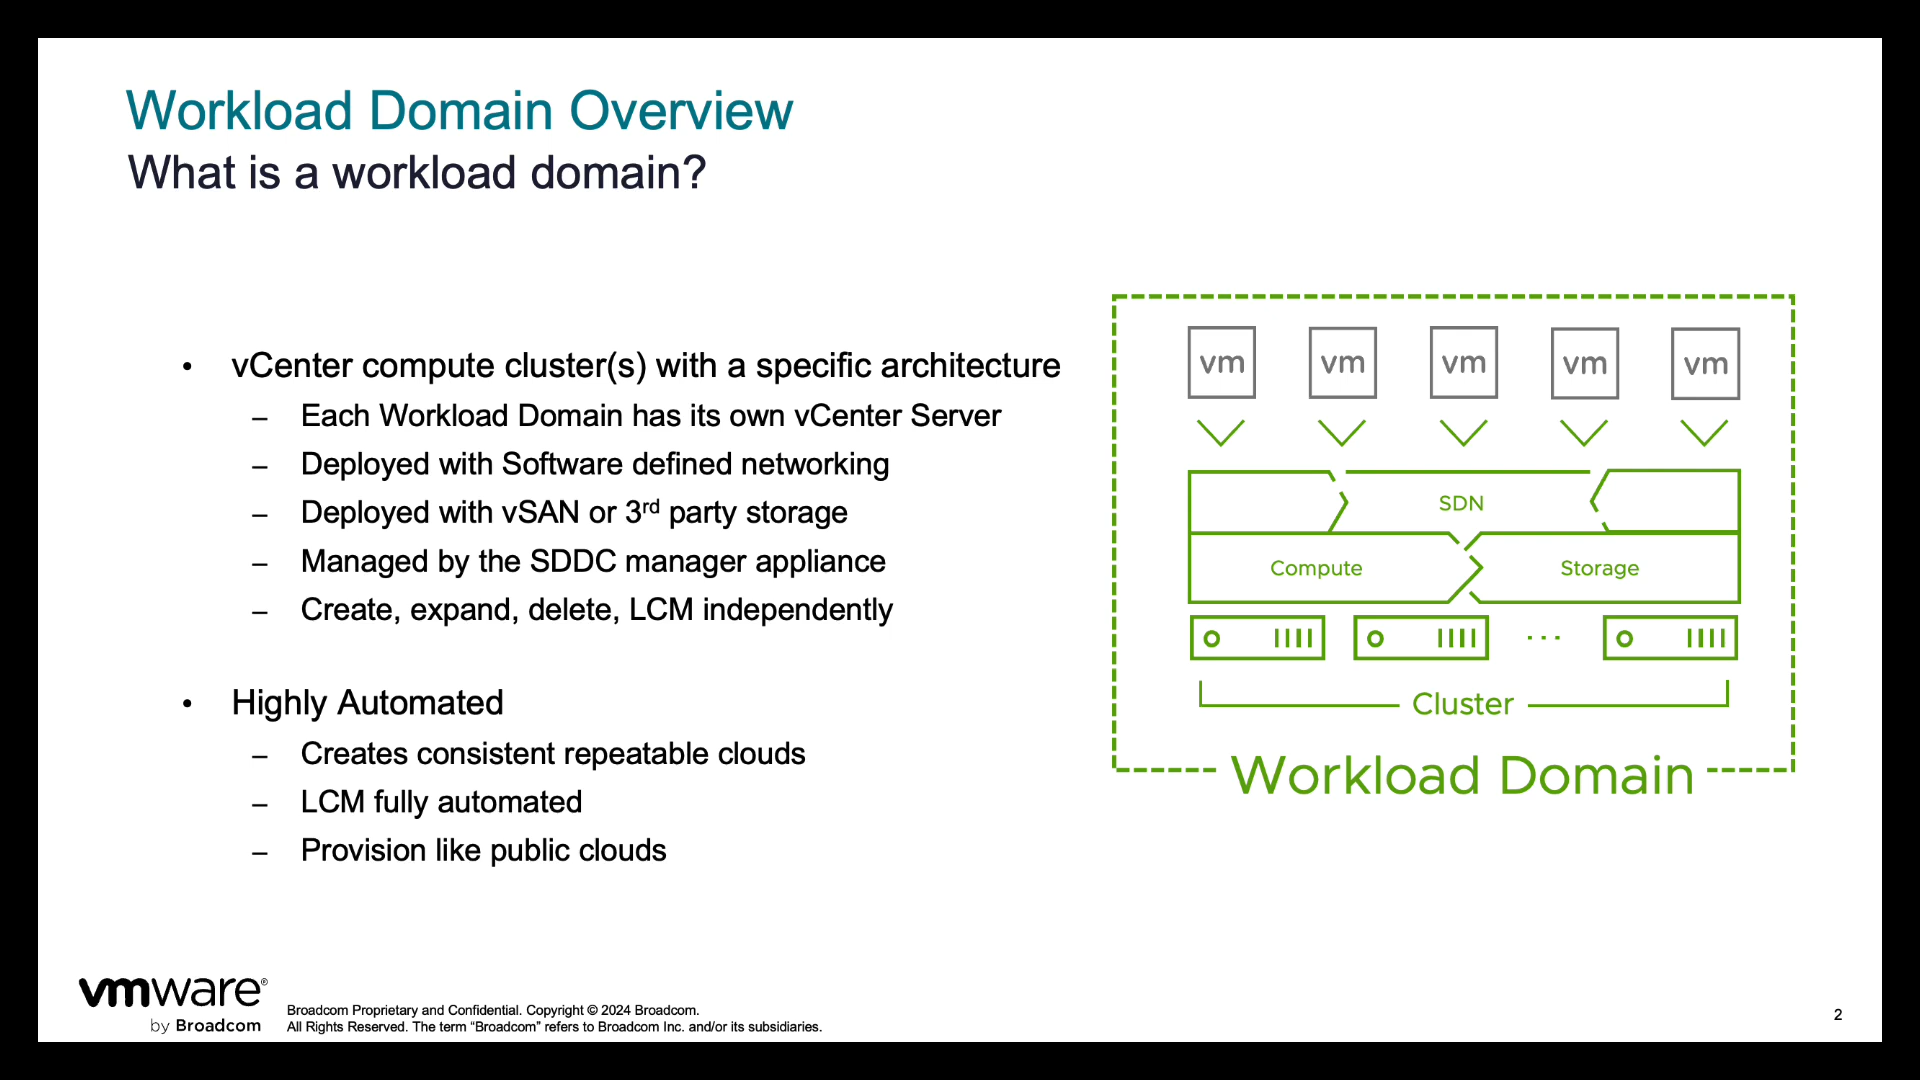 Workload Domain Overview
What is a workload domain?
• vCenter compute cluster(s) with a specific architecture
– Each Workload Domain has its own vCenter Server
– Deployed with Software defined networking
– Deployed with vSAN or 3rd party storage
– Managed by the SDDC manager appliance
– Create, expand, delete, LCM independently
• Highly Automated
– Creates consistent repeatable clouds
– LCM fully automated
– Provision like public clouds
vm vm vm vm vm
SDN
Compute Storage
Cluster
Workload Domain
vmware®
by Broadcom
Broadcom Proprietary and Confidential. Copyright © 2024 Broadcom.
All Rights Reserved. The term “Broadcom” refers to Broadcom Inc. and/or its subsidiaries.
2